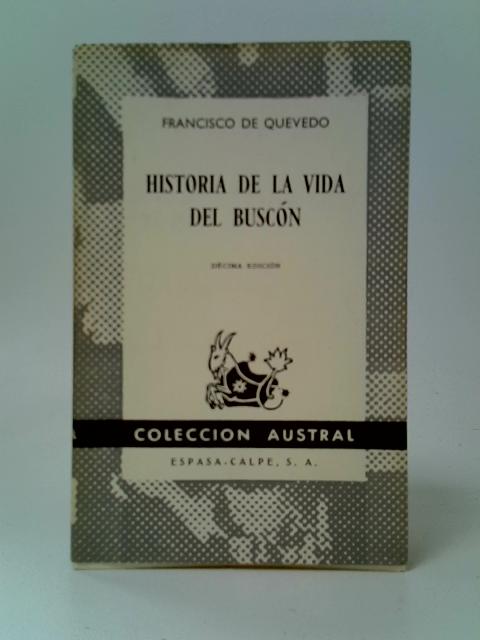 FRANCISCO DE QUEVEDO
HISTORIA DE LA VIDA
DEL BUSCÓN
DÉCIMA EDICIÓN
COLECCION AUSTRAL
ESPASA-CALPE, S. A.